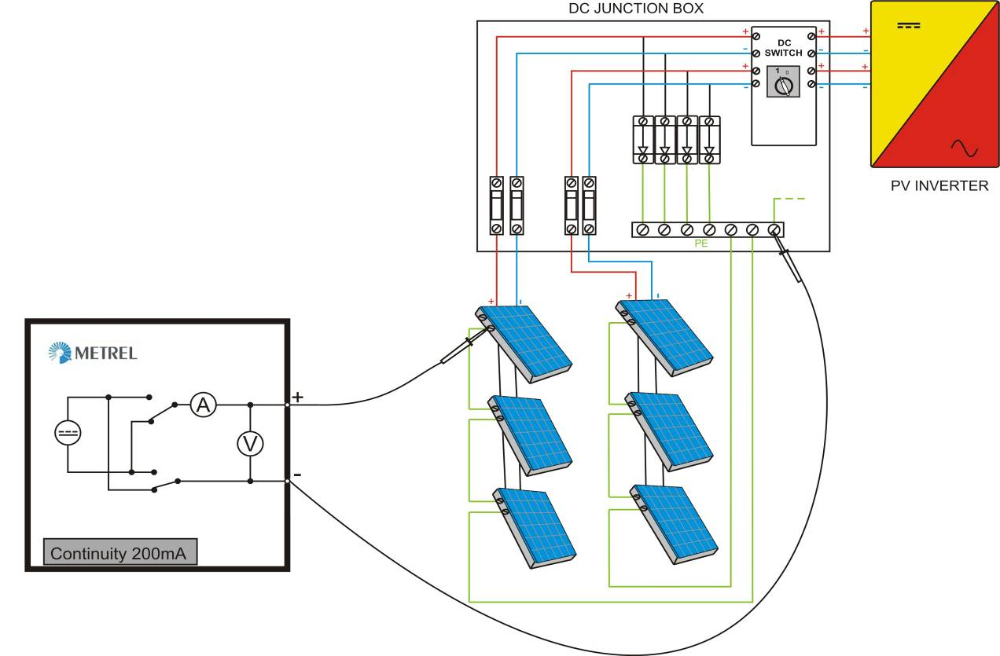 DC JUNCTION BOX
+
-
+
-
DC
SWITCH
1 0
+
-
+
-
+
-
+
-
PV INVERTER
PE
+ -
+ -
METREL
A
+
V
-
Continuity 200mA